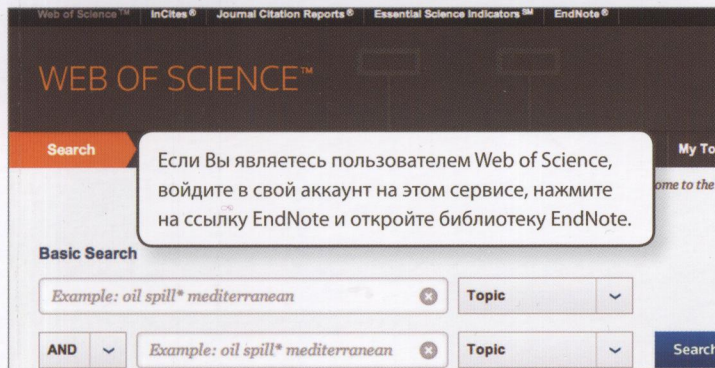 Web of Science™ InCites® Journal Citation Reports® Essential Science Indicators℠ EndNote®
WEB OF SCIENCE™
Search
My To
Если Вы являетесь пользователем Web of Science,
войдите в свой аккаунт на этом сервисе, нажмите
на ссылку EndNote и откройте библиотеку EndNote.
ome to the
Basic Search
Example: oil spill* mediterranean
Topic
AND
Example: oil spill* mediterranean
Topic
Search